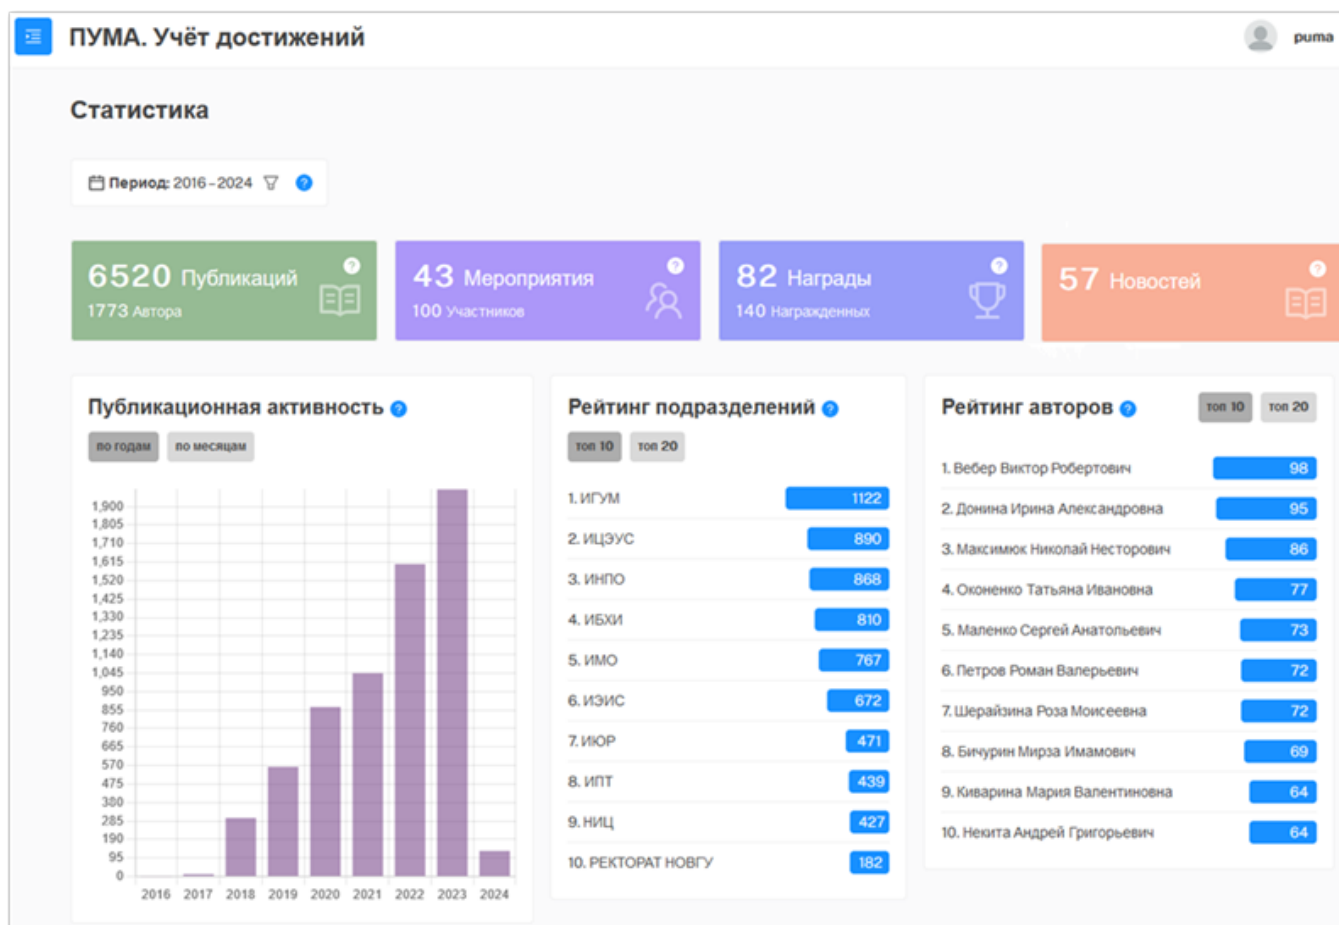 ПУМА. Учёт достижений
puma
Статистика
Период: 2016-2024 ?
6520 Публикаций ?
1773 Автора
43 Мероприятия ?
100 Участников
82 Награды ?
140 Награжденных
57 Новостей ?
Публикационная активность ?
по годам по месяцам
1,900
1,805
1,710
1,615
1,520
1,425
1,330
1,235
1,140
1,045
950
855
760
665
570
475
380
285
190
95
0
2016 2017 2018 2019 2020 2021 2022 2023 2024
Рейтинг подразделений ?
топ 10 топ 20
1. ИГУМ 1122
2. ИЦЭУС 890
3. ИНПО 868
4. ИБХИ 810
5. ИМО 767
6. ИЭИС 672
7. ИЮР 471
8. ИПТ 439
9. НИЦ 427
10. РЕКТОРАТ НОВГУ 182
Рейтинг авторов ? топ 10 топ 20
1. Вебер Виктор Робертович 98
2. Донина Ирина Александровна 95
3. Максимюк Николай Несторович 86
4. Оконенко Татьяна Ивановна 77
5. Маленко Сергей Анатольевич 73
6. Петров Роман Валерьевич 72
7. Шерайзина Роза Моисеевна 72
8. Бичурин Мирза Имамович 69
9. Киварина Мария Валентиновна 64
10. Некита Андрей Григорьевич 64